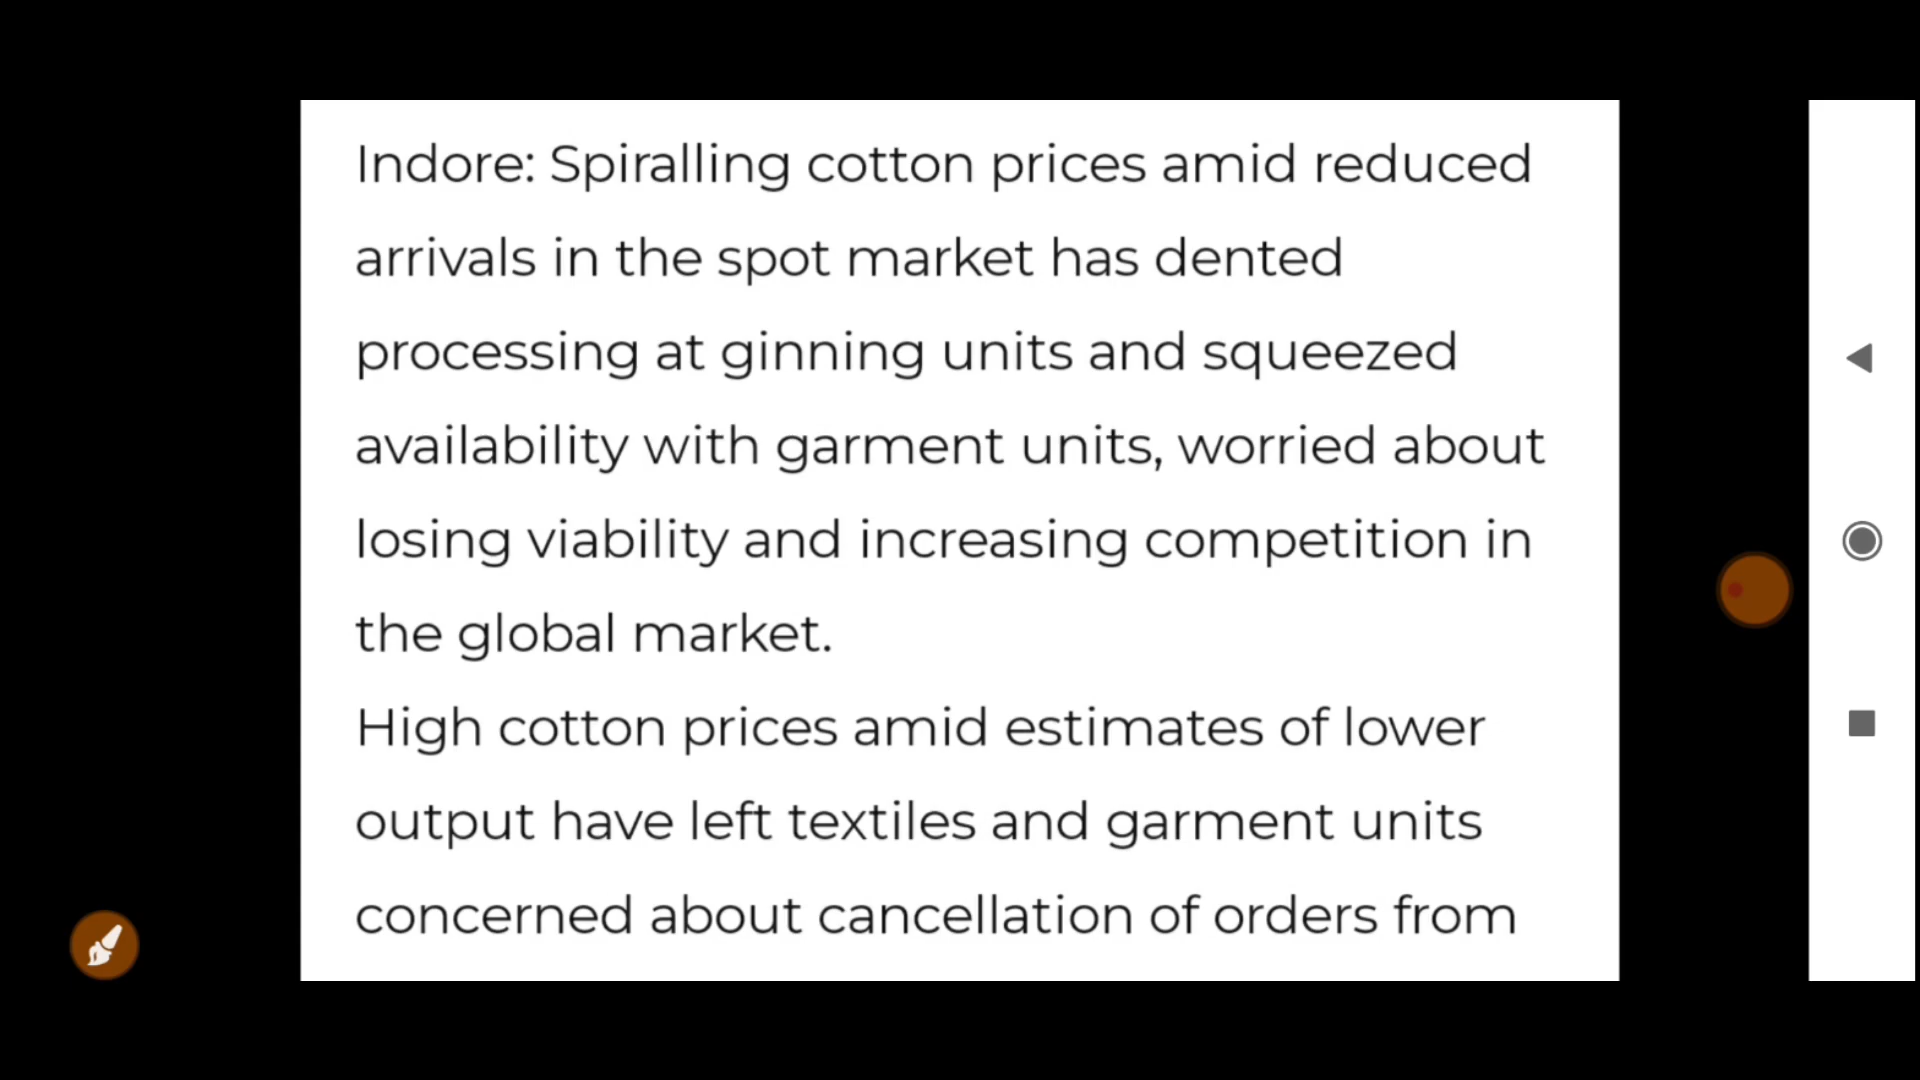 Indore: Spiralling cotton prices amid reduced
arrivals in the spot market has dented
processing at ginning units and squeezed
availability with garment units, worried about
losing viability and increasing competition in
the global market.
High cotton prices amid estimates of lower
output have left textiles and garment units
concerned about cancellation of orders from